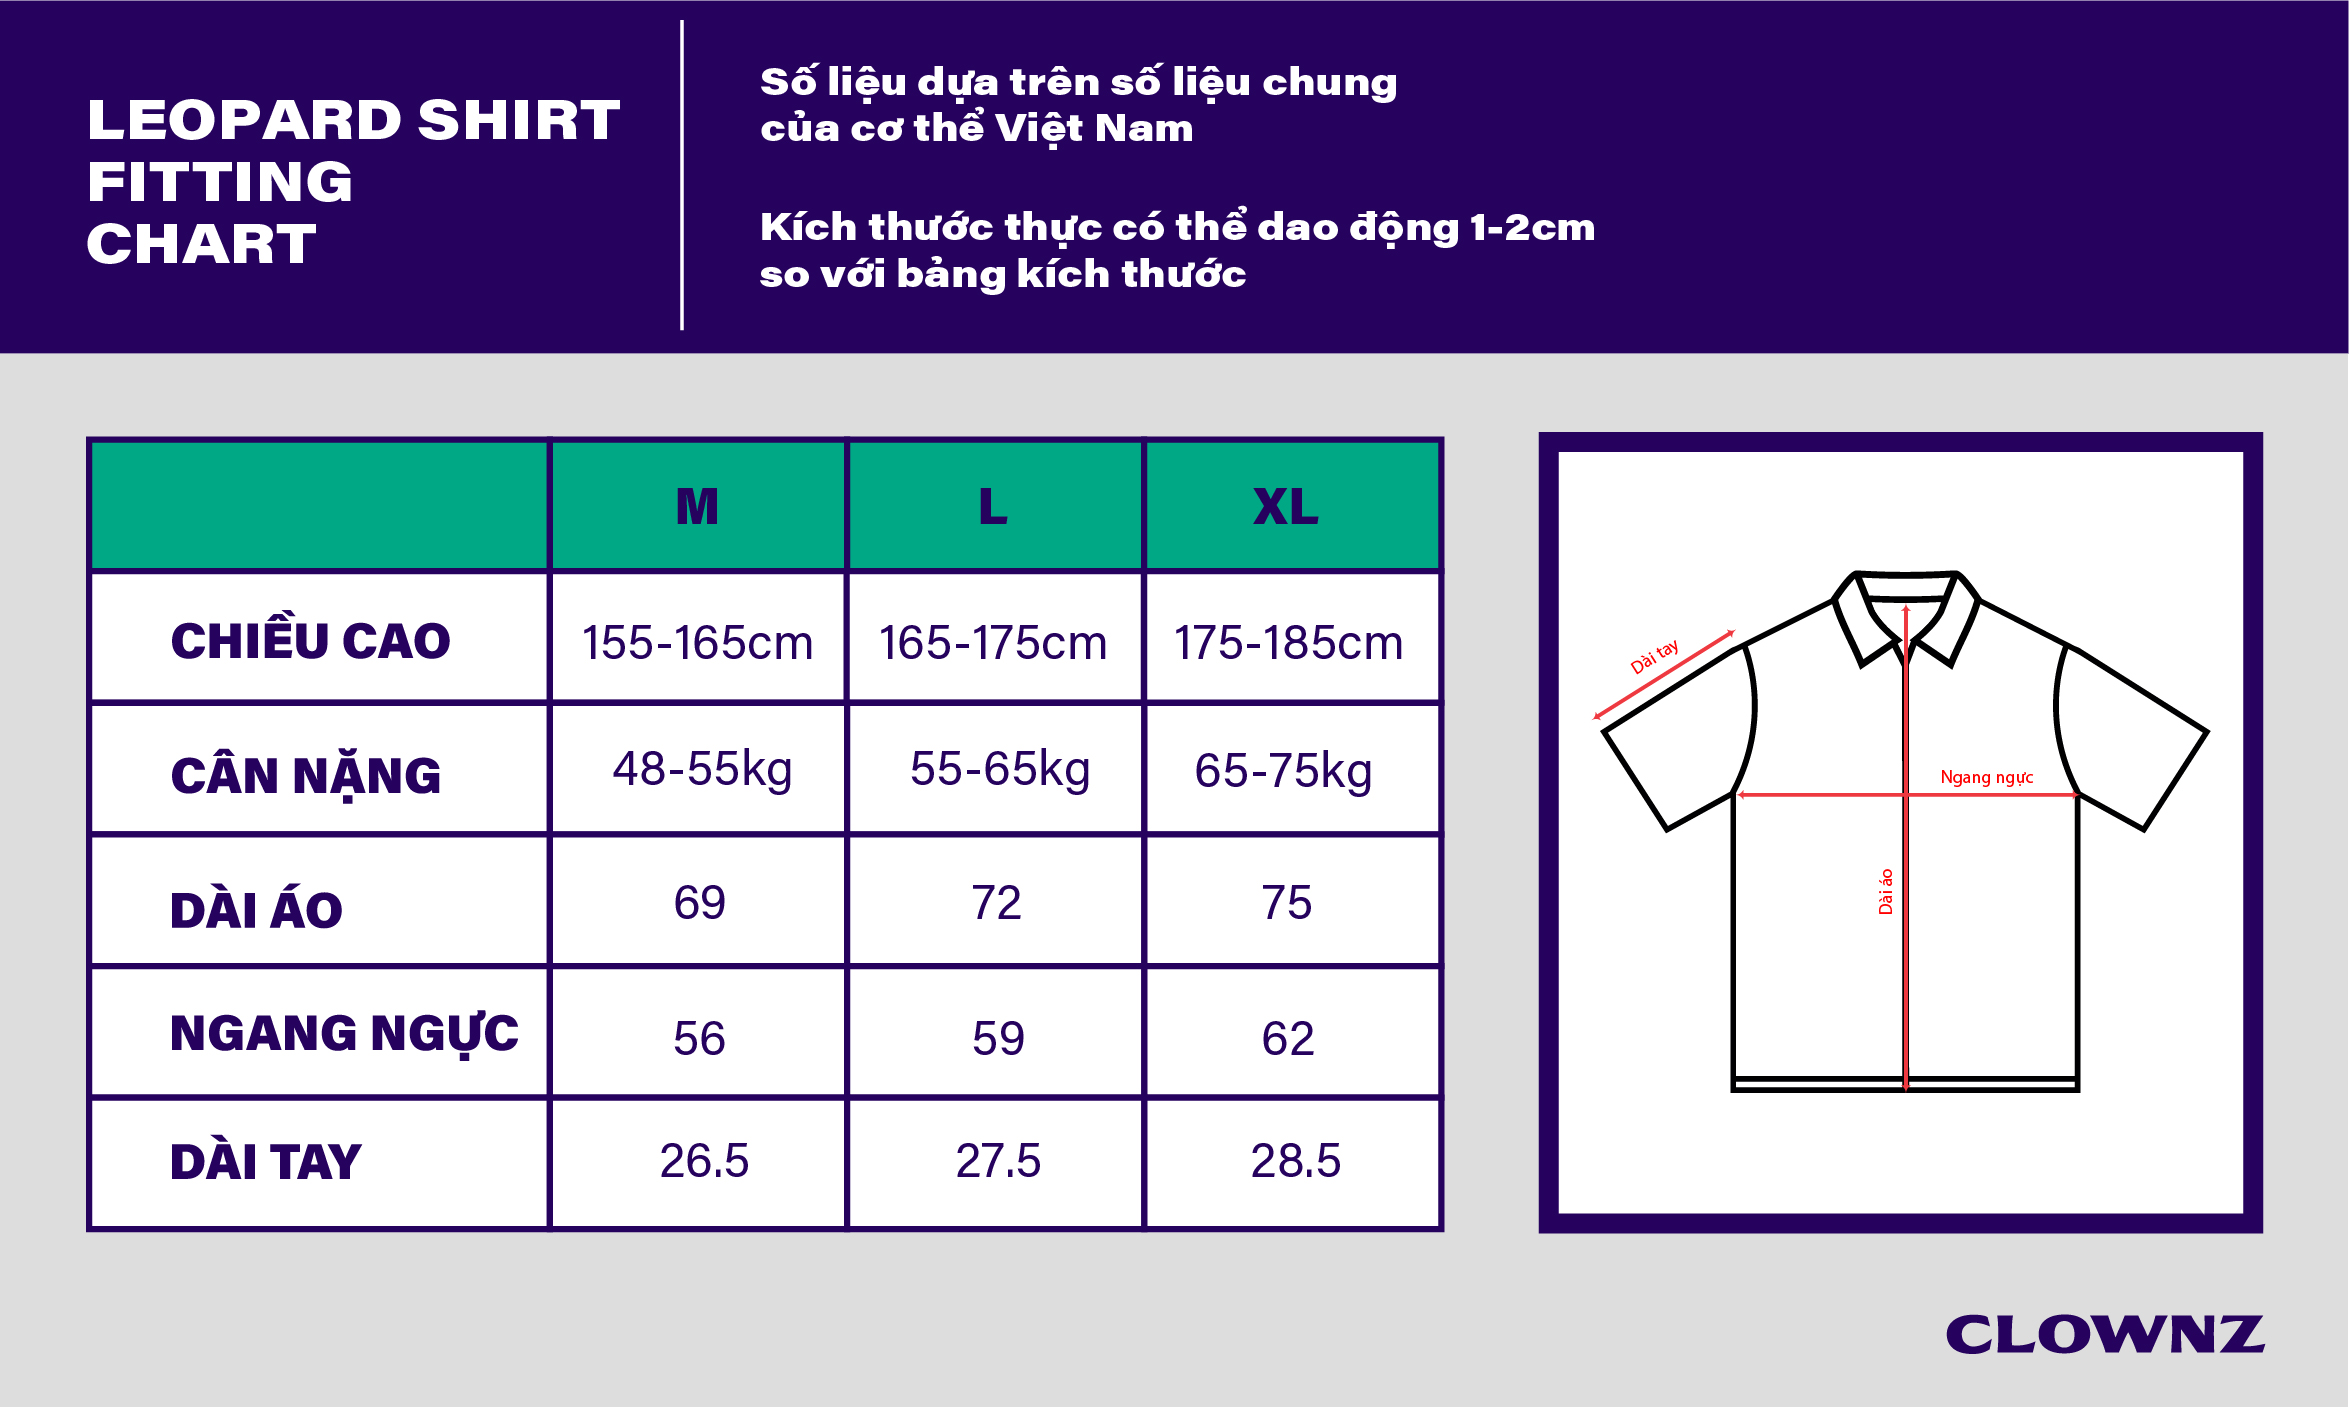 LEOPARD SHIRT
FITTING
CHART
Số liệu dựa trên số liệu chung
của cơ thể Việt Nam
Kích thước thực có thể dao động 1-2cm
so với bảng kích thước
M L XL
CHIỀU CAO 155-165cm 165-175cm 175-185cm
CÂN NẶNG 48-55kg 55-65kg 65-75kg
DÀI ÁO 69 72 75
NGANG NGỰC 56 59 62
DÀI TAY 26.5 27.5 28.5
Dài tay
Ngang ngực
Dài áo
CLOWNZ